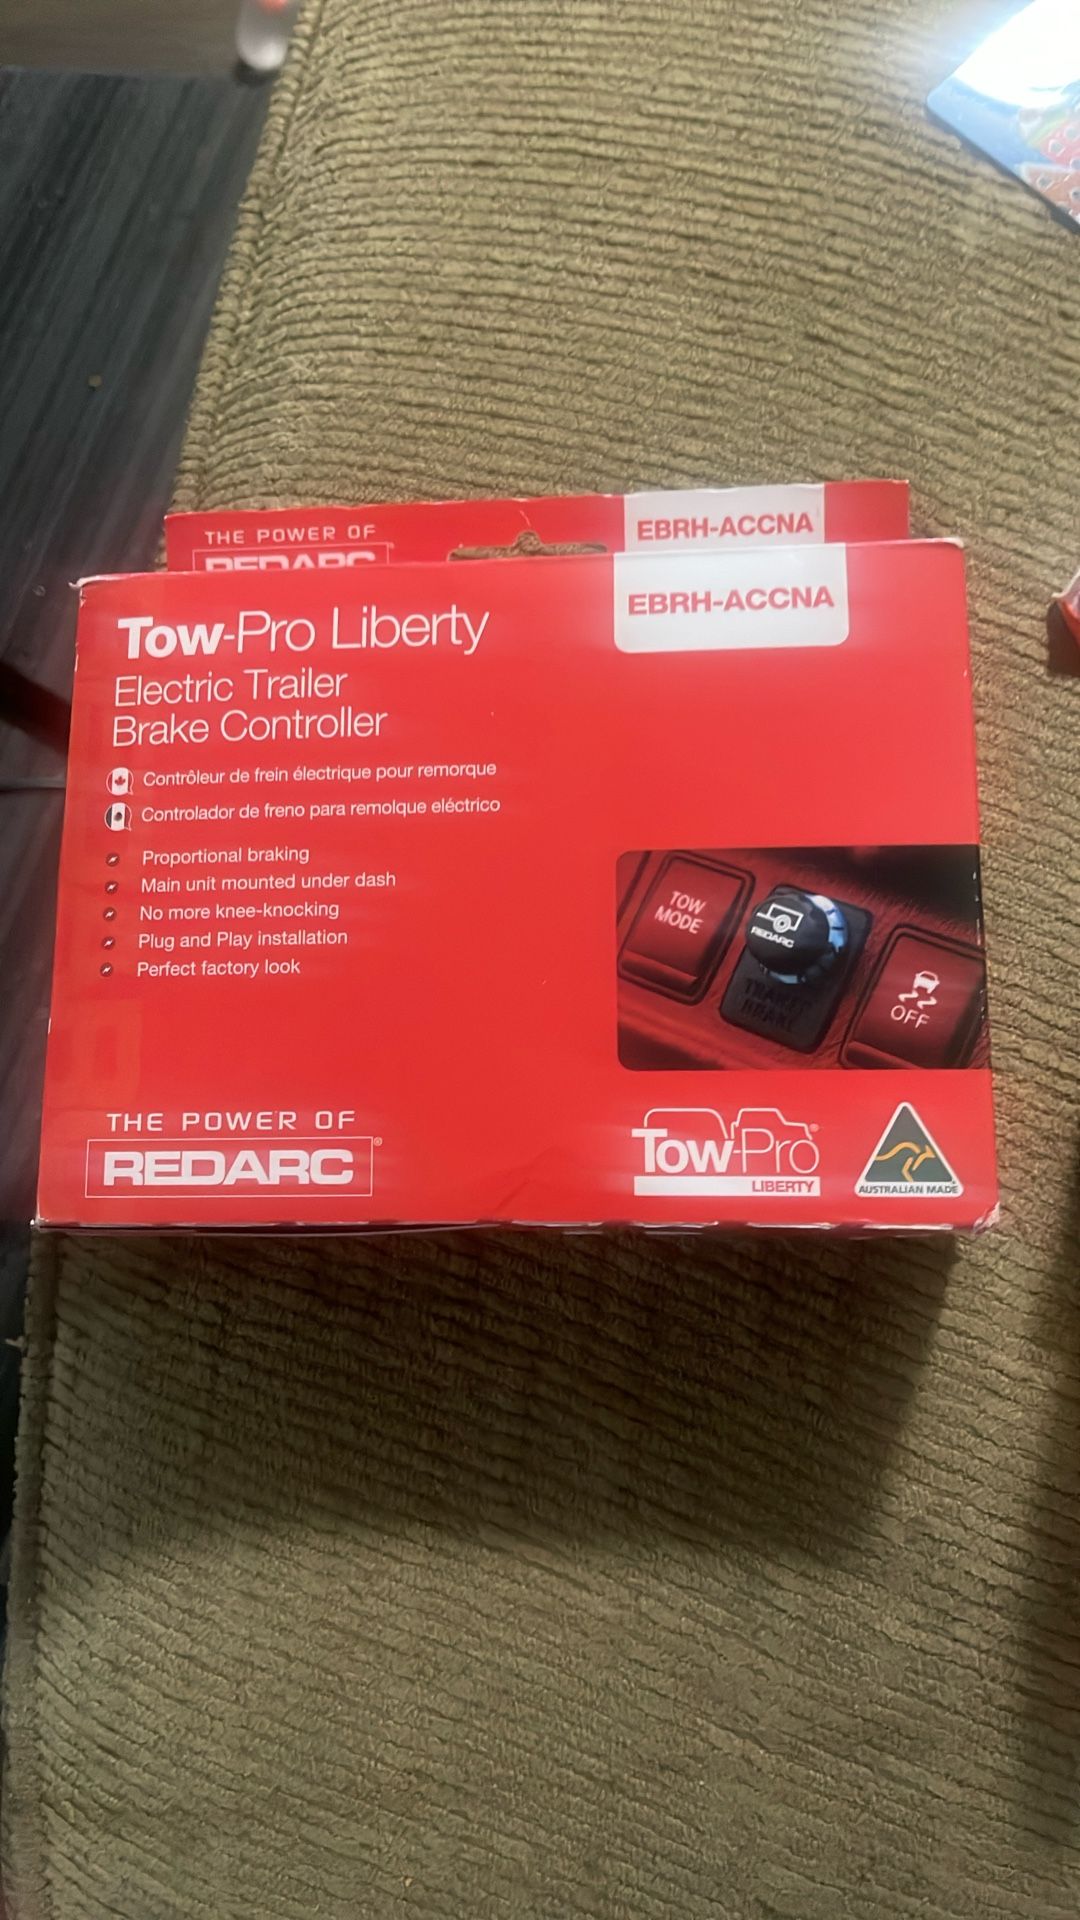 THE POWER OF
REDARC
EBRH-ACCNA
EBRH-ACCNA
Tow-Pro Liberty
Electric Trailer
Brake Controller
Contrôleur de frein électrique pour remorque
Controlador de freno para remolque eléctrico
Proportional braking
Main unit mounted under dash
No more knee-knocking
Plug and Play installation
Perfect factory look
TOW
MODE
REDARC
TRAILER
BRAKE
OFF
THE POWER OF
REDARC®
Tow-Pro®
LIBERTY
AUSTRALIAN MADE